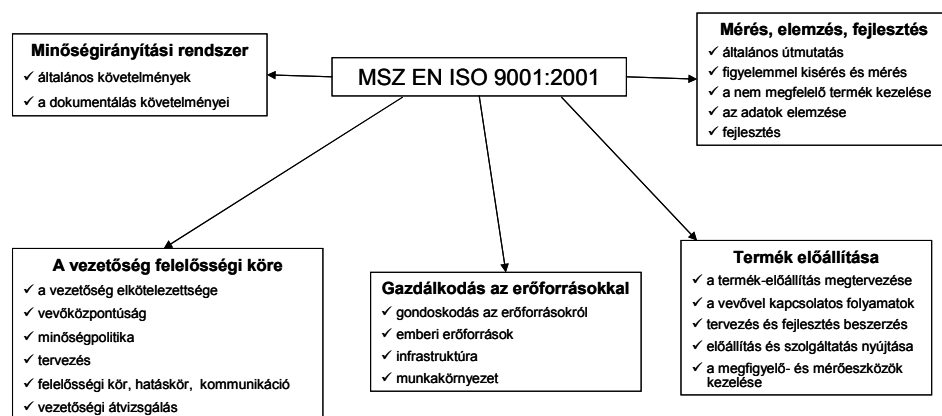 Minőségirányítási rendszer
✓ általános követelmények
✓ a dokumentálás követelményei
MSZ EN ISO 9001:2001
Mérés, elemzés, fejlesztés
✓ általános útmutatás
✓ figyelemmel kisérés és mérés
✓ a nem megfelelő termék kezelése
✓ az adatok elemzése
✓ fejlesztés
A vezetőség felelősségi köre
✓ a vezetőség elkötelezettsége
✓ vevőközpontúság
✓ minőségpolitika
✓ tervezés
✓ felelősségi kör, hatáskör, kommunikáció
✓ vezetőségi átvizsgálás
Gazdálkodás az erőforrásokkal
✓ gondoskodás az erőforrásokról
✓ emberi erőforrások
✓ infrastruktúra
✓ munkakörnyezet
Termék előállítása
✓ a termék-előállítás megtervezése
✓ a vevővel kapcsolatos folyamatok
✓ tervezés és fejlesztés beszerzés
✓ előállítás és szolgáltatás nyújtása
✓ a megfigyelő- és mérőeszközök
kezelése